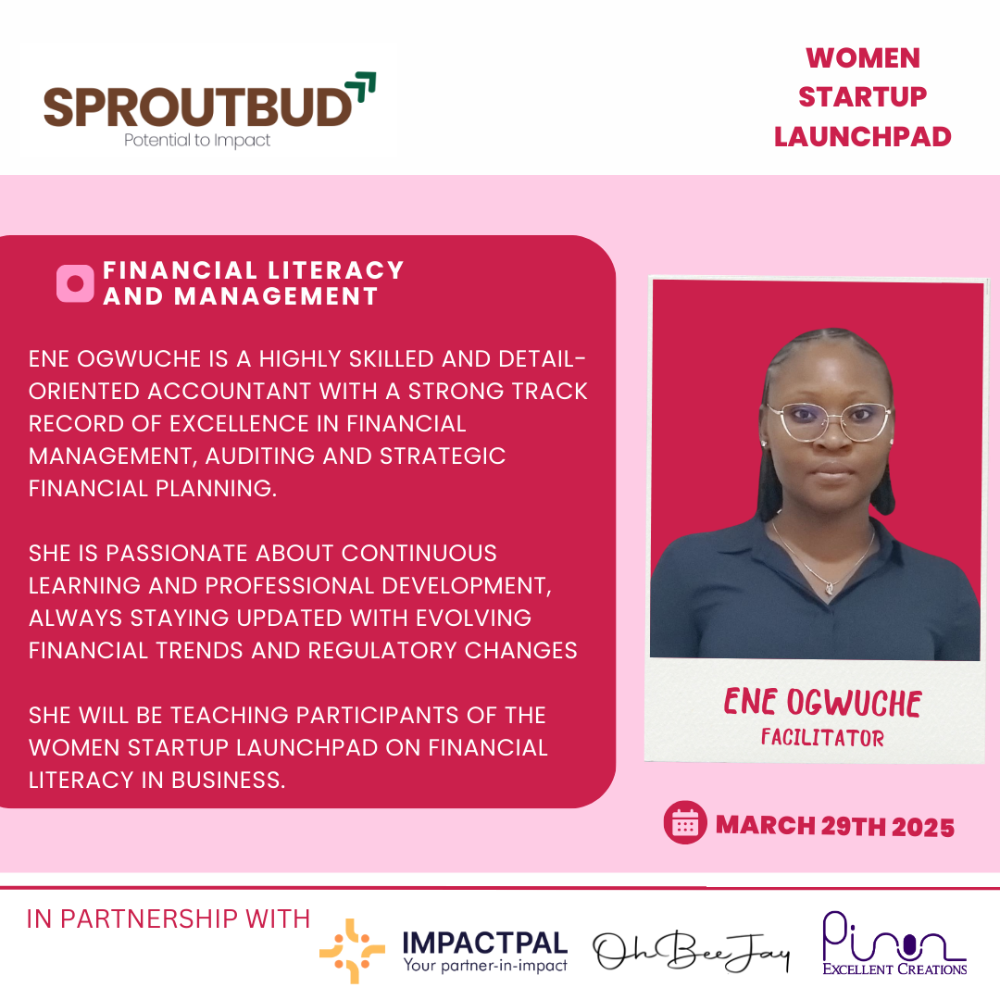 SPROUTBUD
Potential to Impact
WOMEN
STARTUP
LAUNCHPAD
FINANCIAL LITERACY
AND MANAGEMENT
ENE OGWUCHE IS A HIGHLY SKILLED AND DETAIL-
ORIENTED ACCOUNTANT WITH A STRONG TRACK
RECORD OF EXCELLENCE IN FINANCIAL
MANAGEMENT, AUDITING AND STRATEGIC
FINANCIAL PLANNING.
SHE IS PASSIONATE ABOUT CONTINUOUS
LEARNING AND PROFESSIONAL DEVELOPMENT,
ALWAYS STAYING UPDATED WITH EVOLVING
FINANCIAL TRENDS AND REGULATORY CHANGES
SHE WILL BE TEACHING PARTICIPANTS OF THE
WOMEN STARTUP LAUNCHPAD ON FINANCIAL
LITERACY IN BUSINESS.
ENE OGWUCHE
FACILITATOR
MARCH 29TH 2025
IN PARTNERSHIP WITH
IMPACTPAL
Your partner-in-impact
OhBeeJay
EXCELLENT CREATIONS